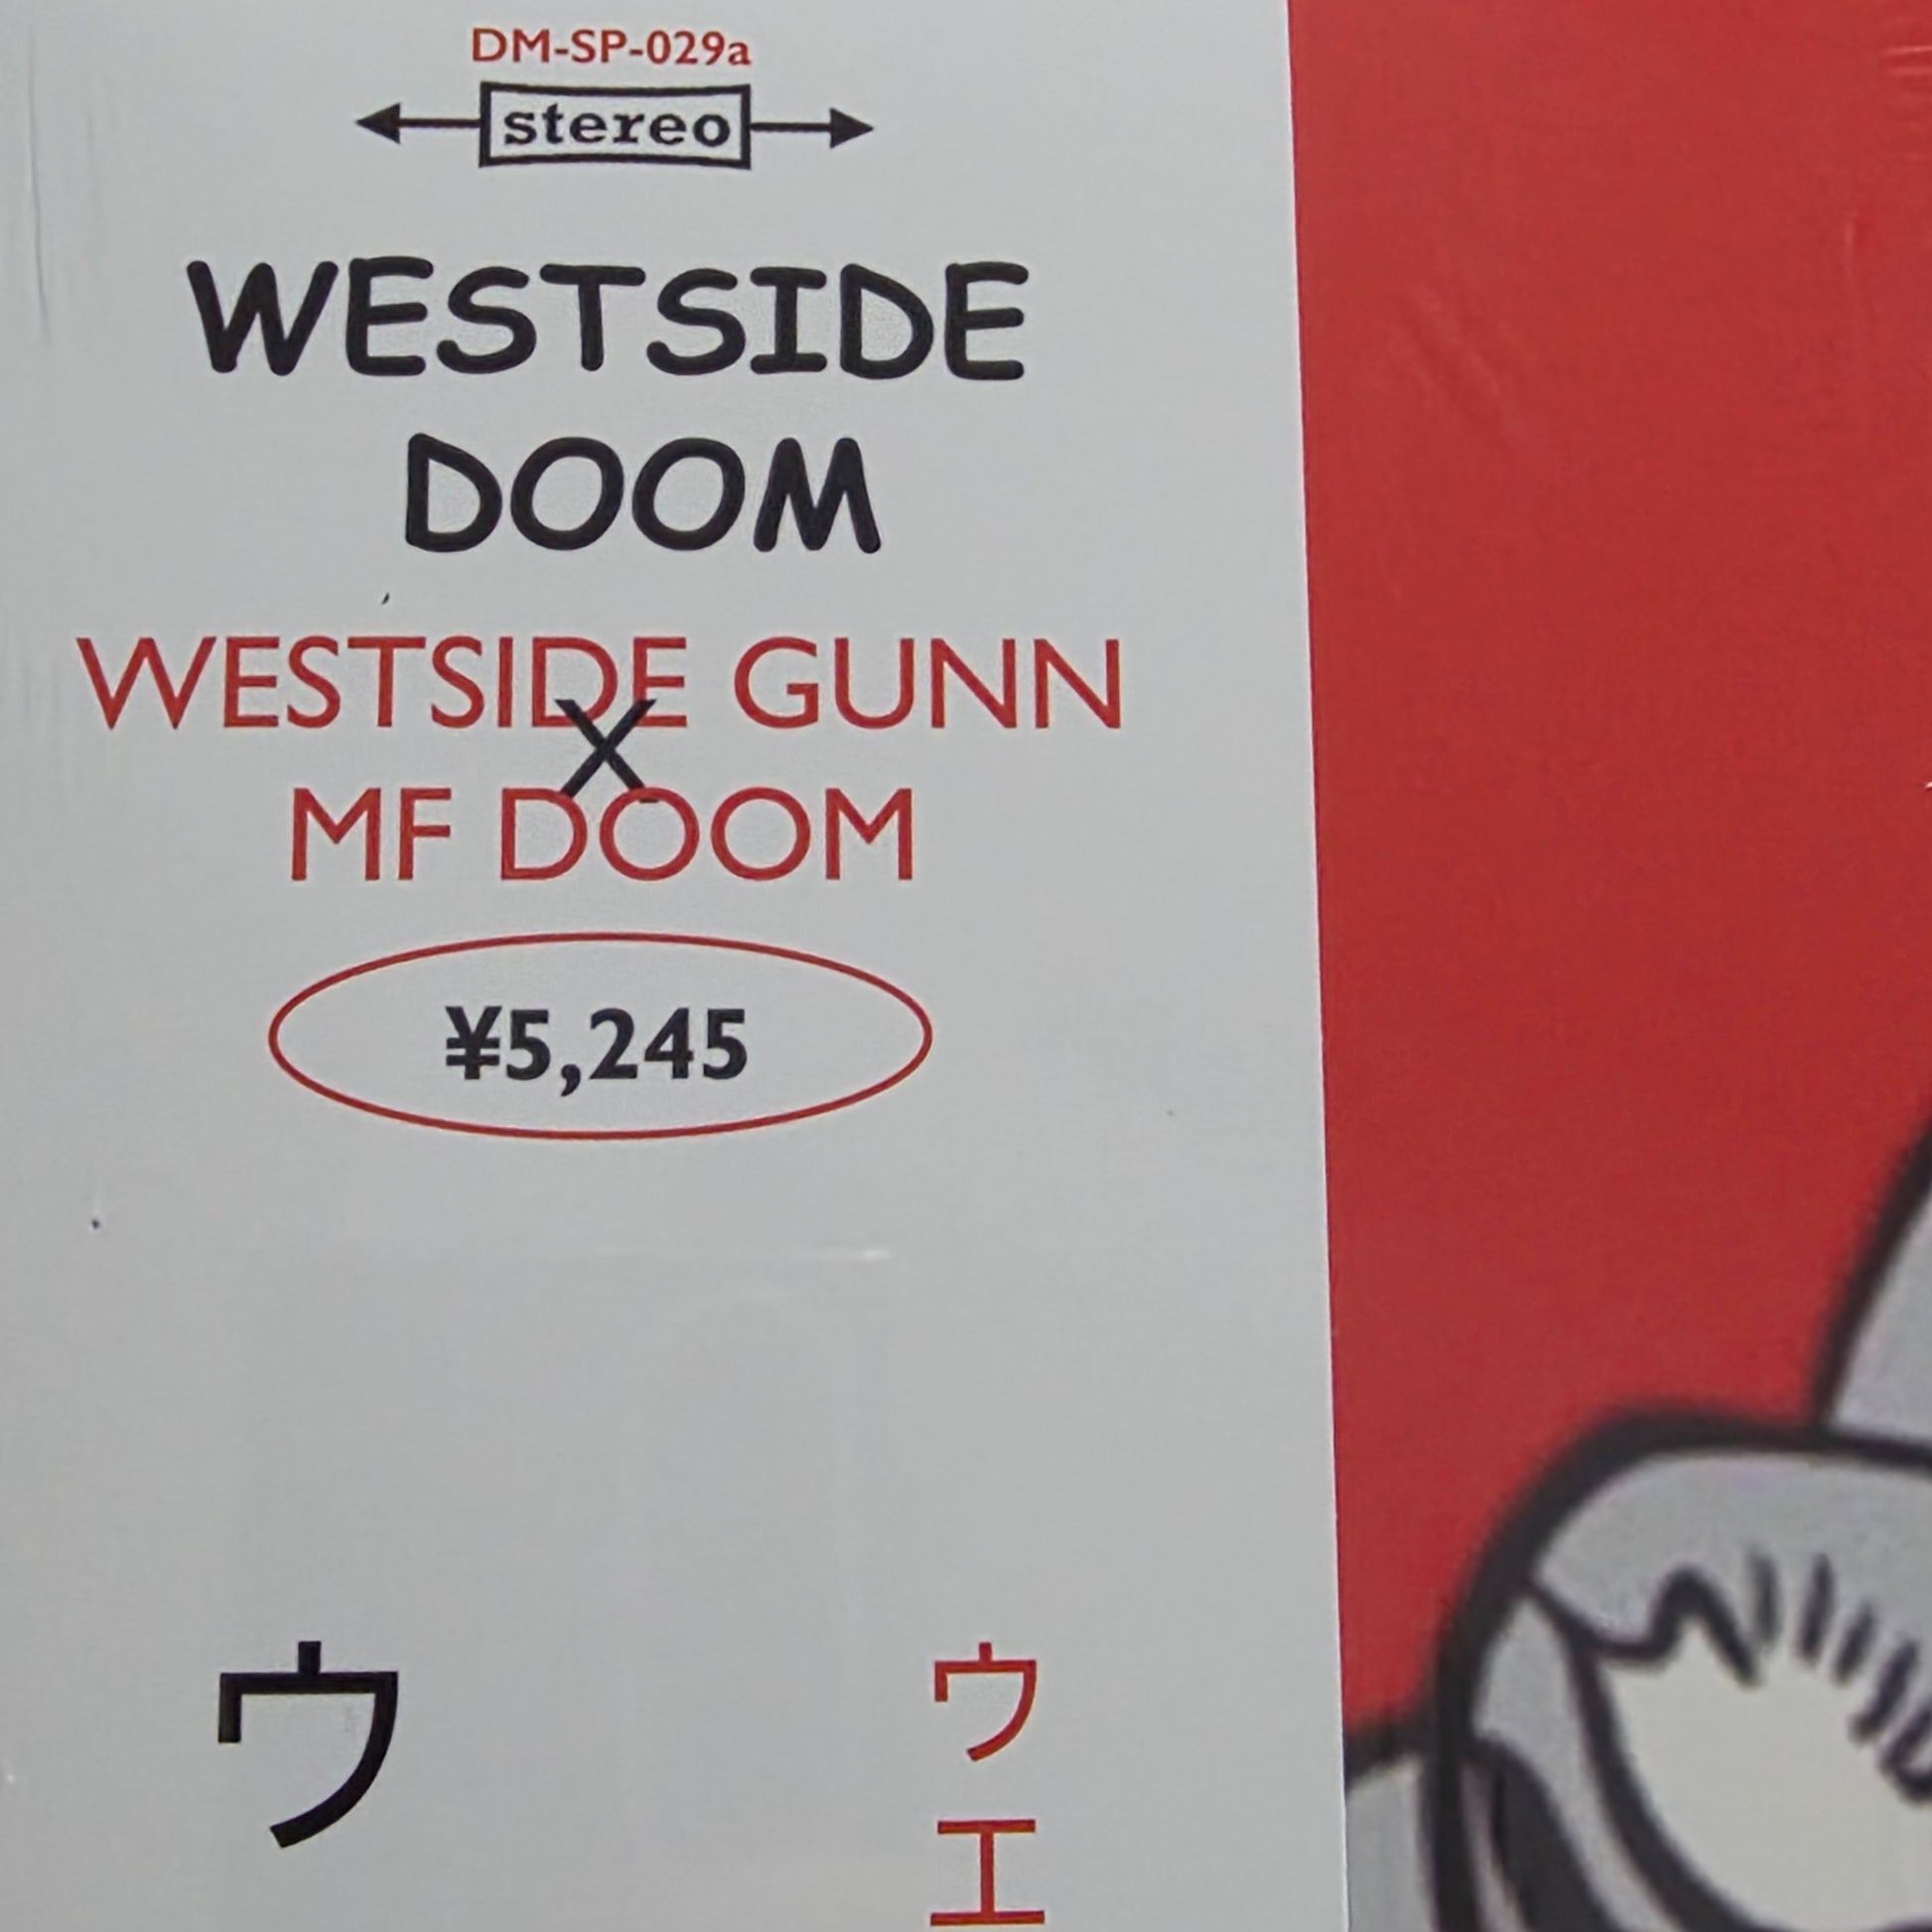 DM-SP-029a
stereo
WESTSIDE
DOOM
WESTSIDE GUNN
X
MF DOOM
¥5,245
ウ
ウエ